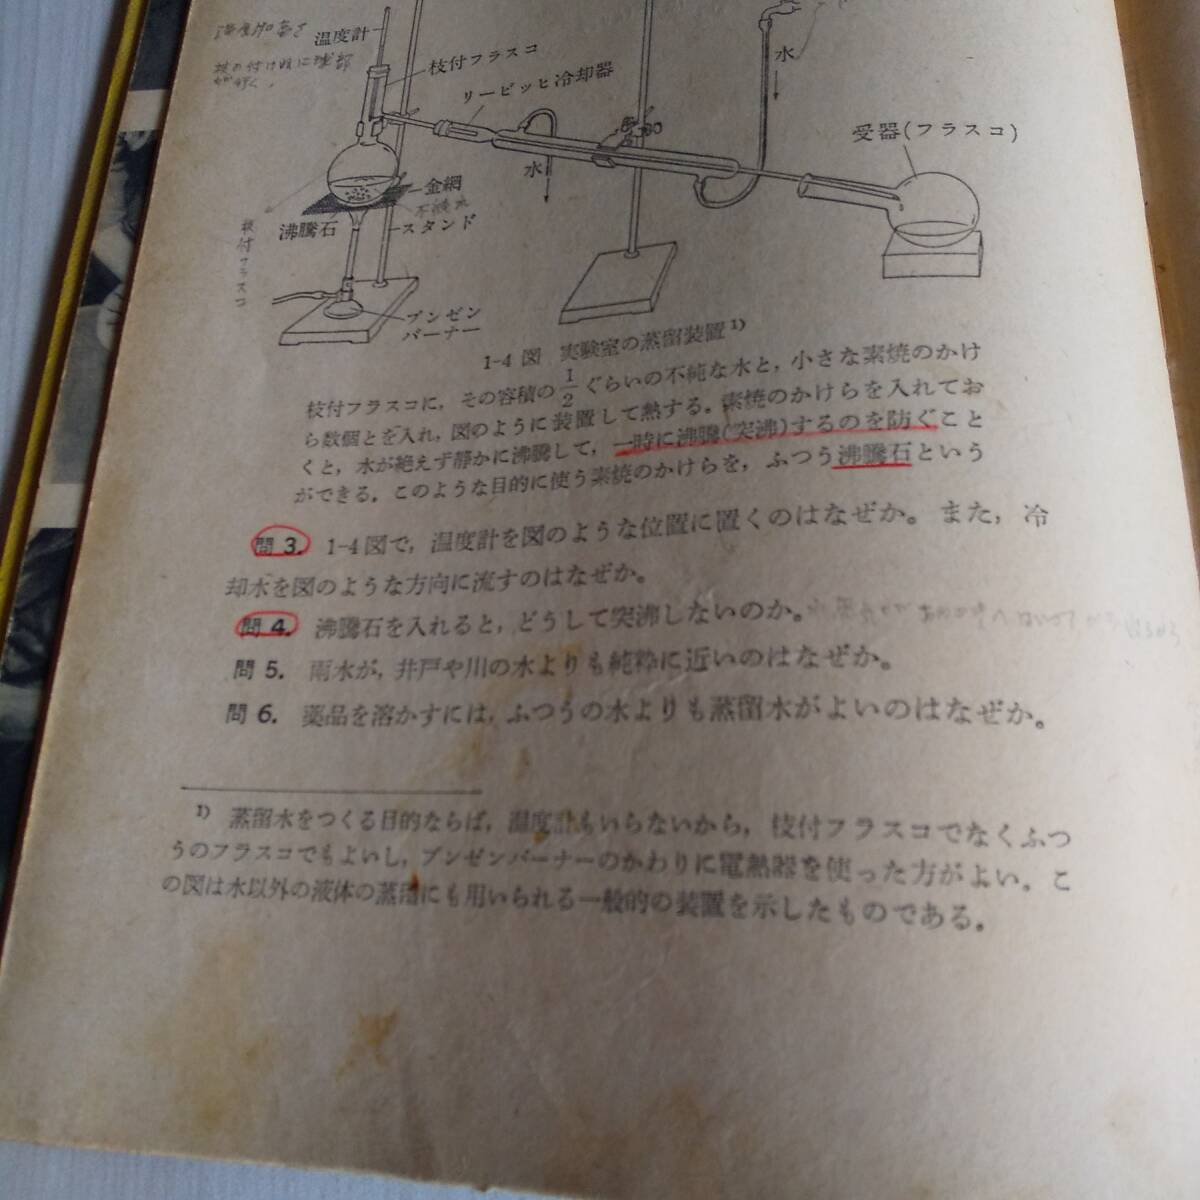 温度計
枝付フラスコ
リービッヒ冷却器
水
水
受器(フラスコ)
金網
沸騰石
スタンド
枝付フラスコ
ブンゼン
バーナー
1-4 図 実験室の蒸留装置1)
枝付フラスコに，その容積の1/2ぐらいの不純な水と，小さな素焼のかけ
ら数個とを入れ，図のように装置して熱する。素焼のかけらを入れてお
くと，水が絶えず静かに沸騰して，一時に沸騰(突沸)するのを防ぐこと
ができる。このような目的に使う素焼のかけらを，ふつう沸騰石という
問 3. 1-4図で，温度計を図のような位置に置くのはなぜか。また，冷
却水を図のような方向に流すのはなぜか。
問 4. 沸騰石を入れると，どうして突沸しないのか。
問 5. 雨水が，井戸や川の水よりも純粋に近いのはなぜか。
問 6. 薬品を溶かすには，ふつうの水よりも蒸留水がよいのはなぜか。
1) 蒸留水をつくる目的ならば，温度計もいらないから，枝付フラスコでなくふつ
うのフラスコでもよいし，ブンゼンバーナーのかわりに電熱器を使った方がよい。こ
の図は水以外の液体の蒸留にも用いられる一般的の装置を示したものである。